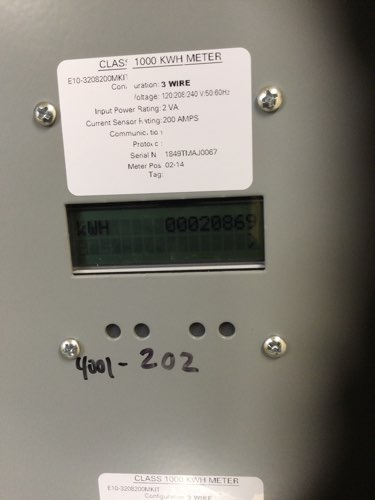 CLASS 1000 KWH METER
E10-3208200MKIT
Configuration: 3 WIRE
Voltage: 120:208:240 V:50-60Hz
Input Power Rating: 2 VA
Current Sensor Rating: 200 AMPS
Communication
Protocol:
Serial N : 1849TMAJ0067
Meter Pos: 02-14
Tag:
kWH 00020869
4001-202
CLASS 1000 KWH METER
E10-3208200MKIT
Configuration: 3 WIRE